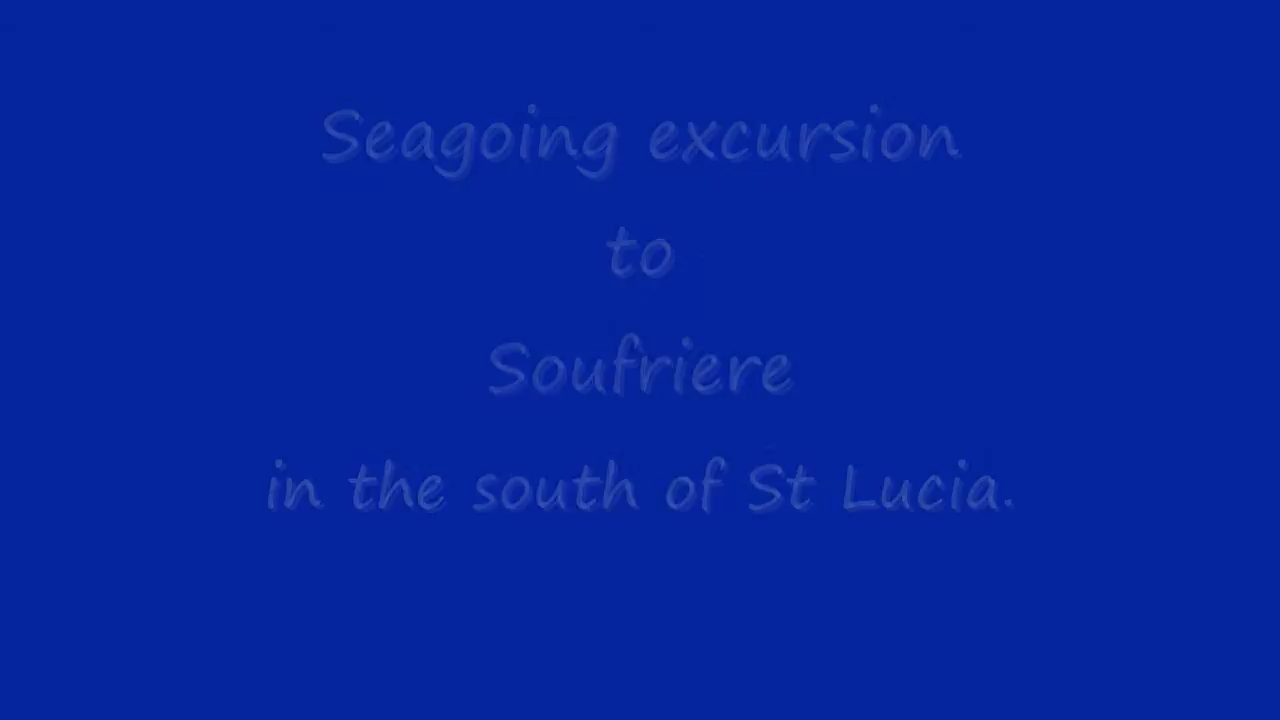 Seagoing excursion
to
Soufriere
in the south of St Lucia.